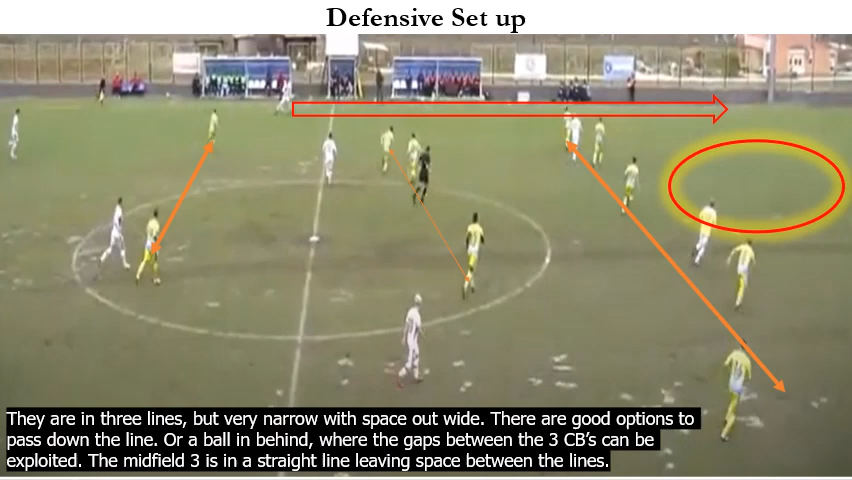 Defensive Set up
They are in three lines, but very narrow with space out wide. There are good options to
pass down the line. Or a ball in behind, where the gaps between the 3 CB's can be
exploited. The midfield 3 is in a straight line leaving space between the lines.